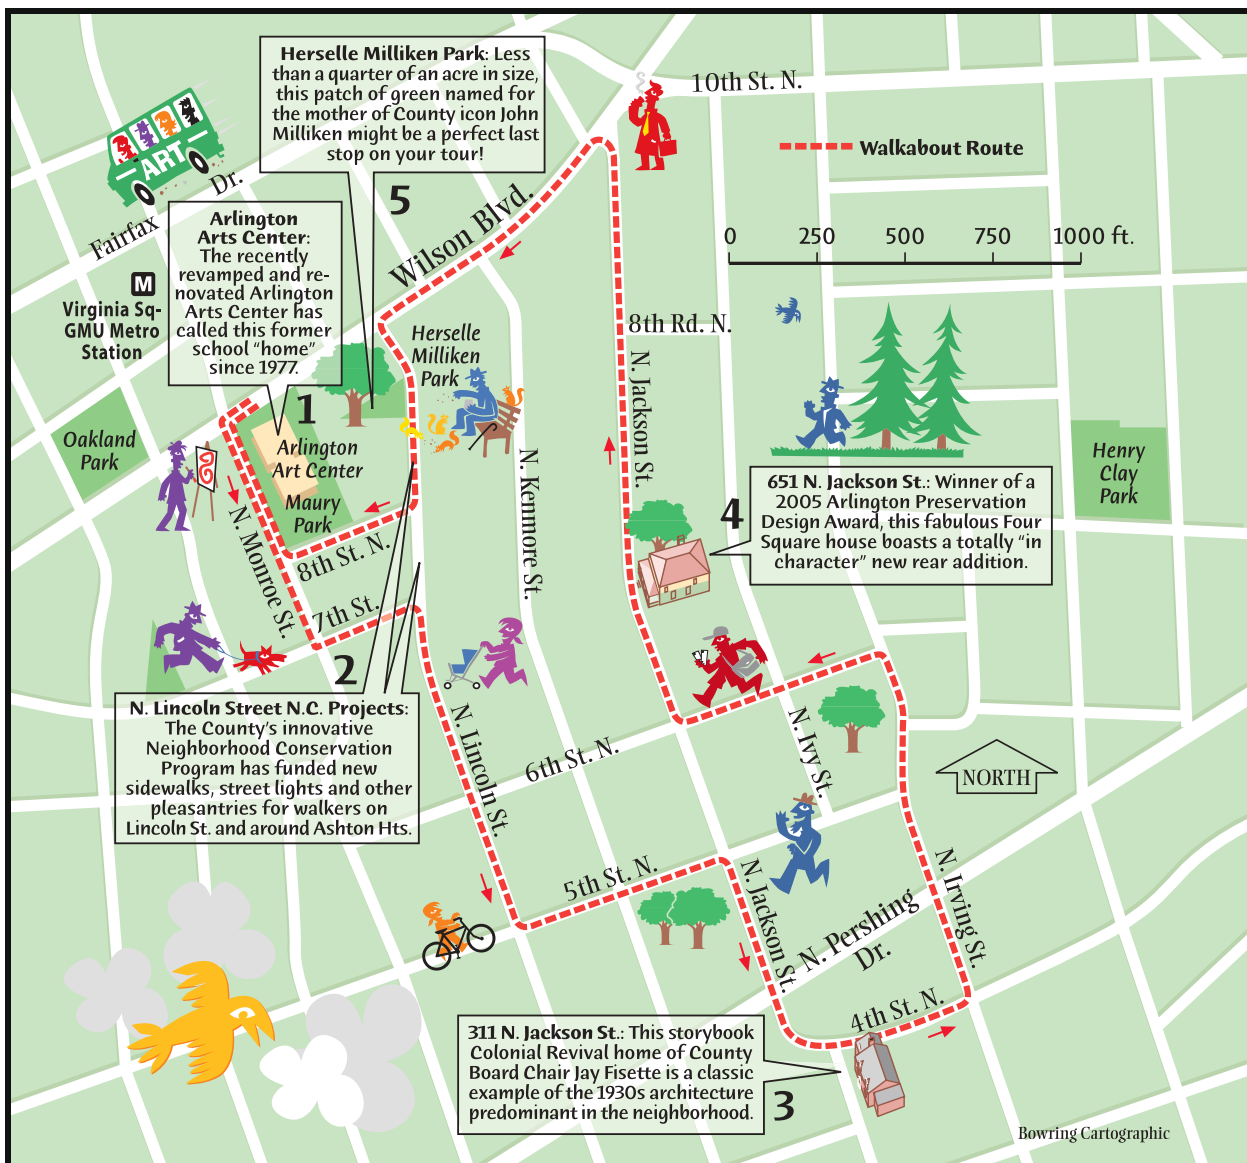 Herselle Milliken Park: Less
than a quarter of an acre in size,
this patch of green named for
the mother of County icon John
Milliken might be a perfect last
stop on your tour!
5
10th St. N.
Walkabout Route
0 250 500 750 1000 ft.
ART
Fairfax Dr.
Wilson Blvd.
M
Virginia Sq-
GMU Metro
Station
Arlington
Arts Center:
The recently
revamped and re-
novated Arlington
Arts Center has
called this former
school “home”
since 1977.
1
Herselle
Milliken
Park
8th Rd. N.
N. Jackson St.
Oakland
Park
Arlington
Art Center
Maury
Park
N. Kenmore St.
Henry
Clay
Park
4
651 N. Jackson St.: Winner of a
2005 Arlington Preservation
Design Award, this fabulous Four
Square house boasts a totally “in
character” new rear addition.
N. Monroe St.
8th St. N.
7th St.
2
N. Lincoln Street N.C. Projects:
The County’s innovative
Neighborhood Conservation
Program has funded new
sidewalks, street lights and other
pleasantries for walkers on
Lincoln St. and around Ashton Hts.
N. Lincoln St.
6th St. N.
N. Ivy St.
NORTH
5th St. N.
N. Jackson St.
N. Pershing
Dr.
N. Irving St.
4th St. N.
311 N. Jackson St.: This storybook
Colonial Revival home of County
Board Chair Jay Fisette is a classic
example of the 1930s architecture
predominant in the neighborhood.
3
Bowring Cartographic